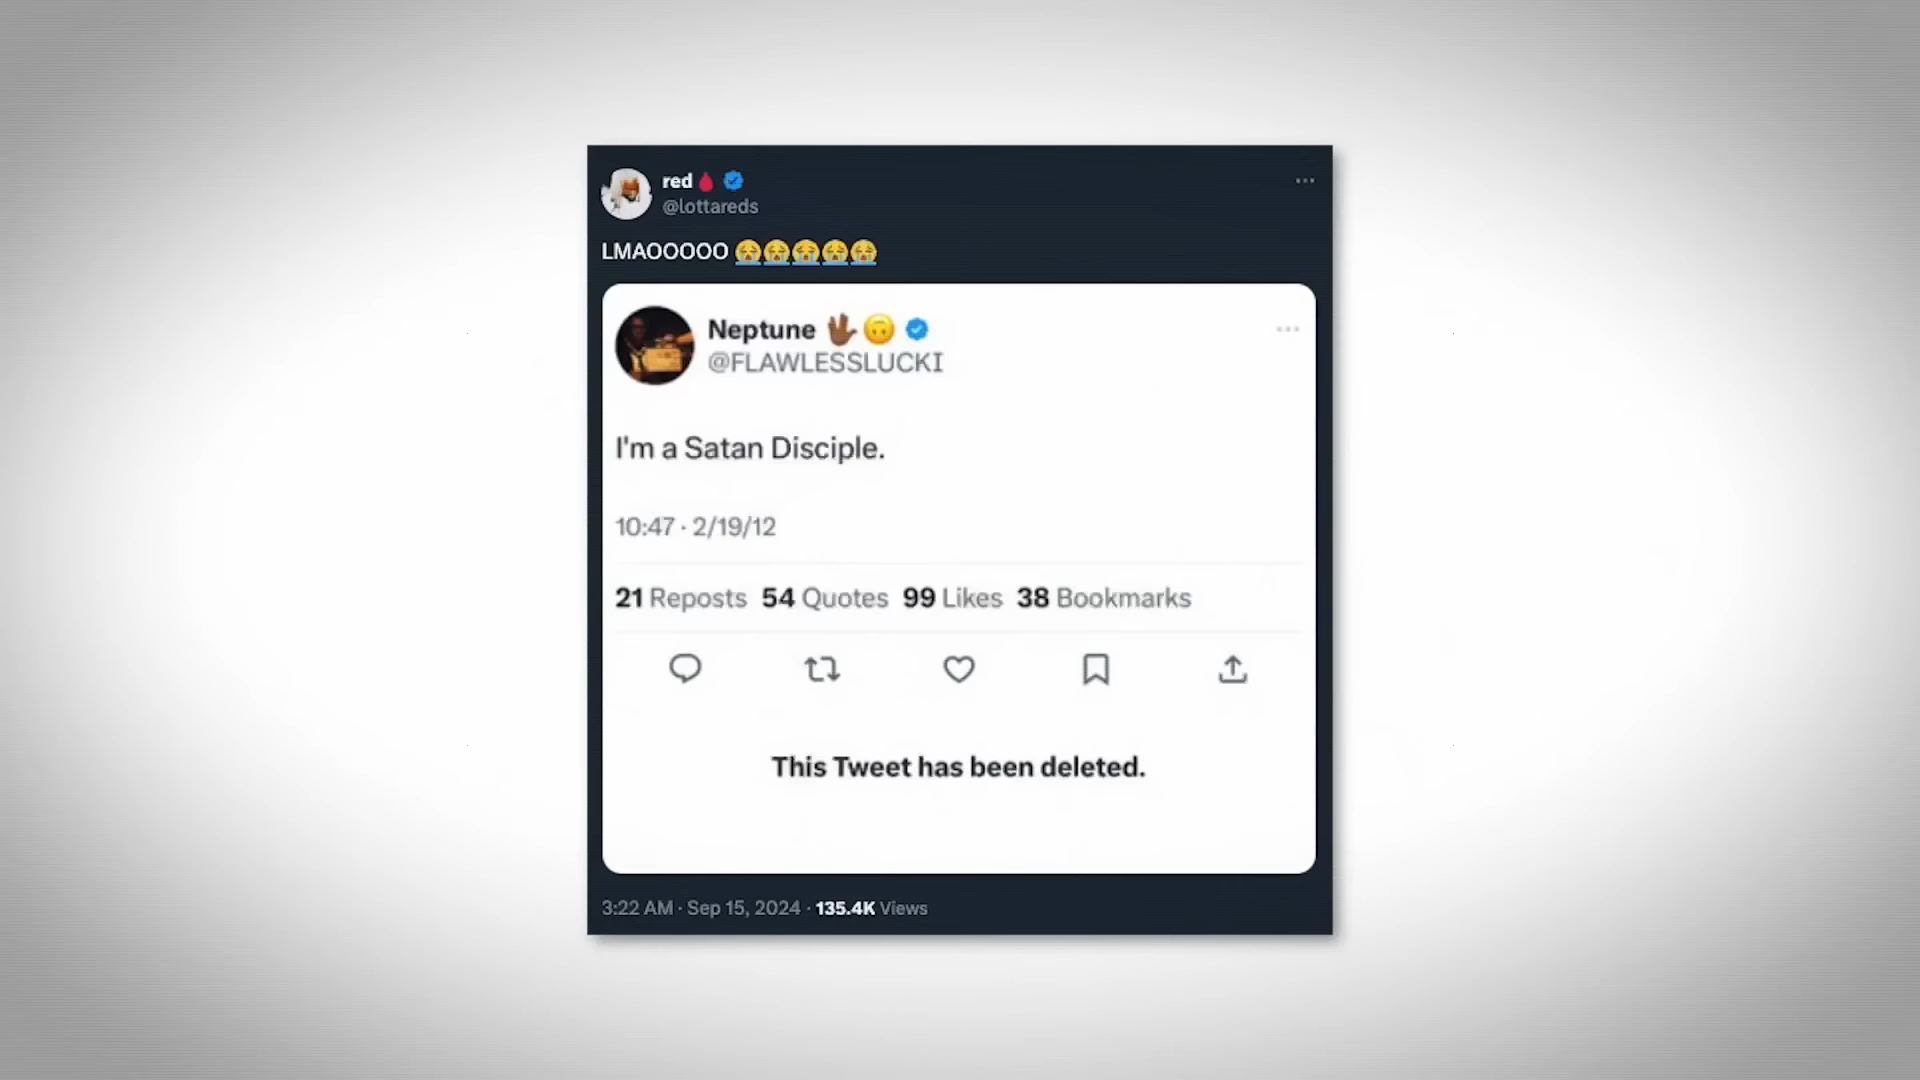 red🩸
@lottareds
LMAOOOOO 😭😭😭😭😭
Neptune 🖖🏾🙃
@FLAWLESSLUCKI
I'm a Satan Disciple.
10:47 · 2/19/12
21 Reposts 54 Quotes 99 Likes 38 Bookmarks
This Tweet has been deleted.
3:22 AM · Sep 15, 2024 · 135.4K Views